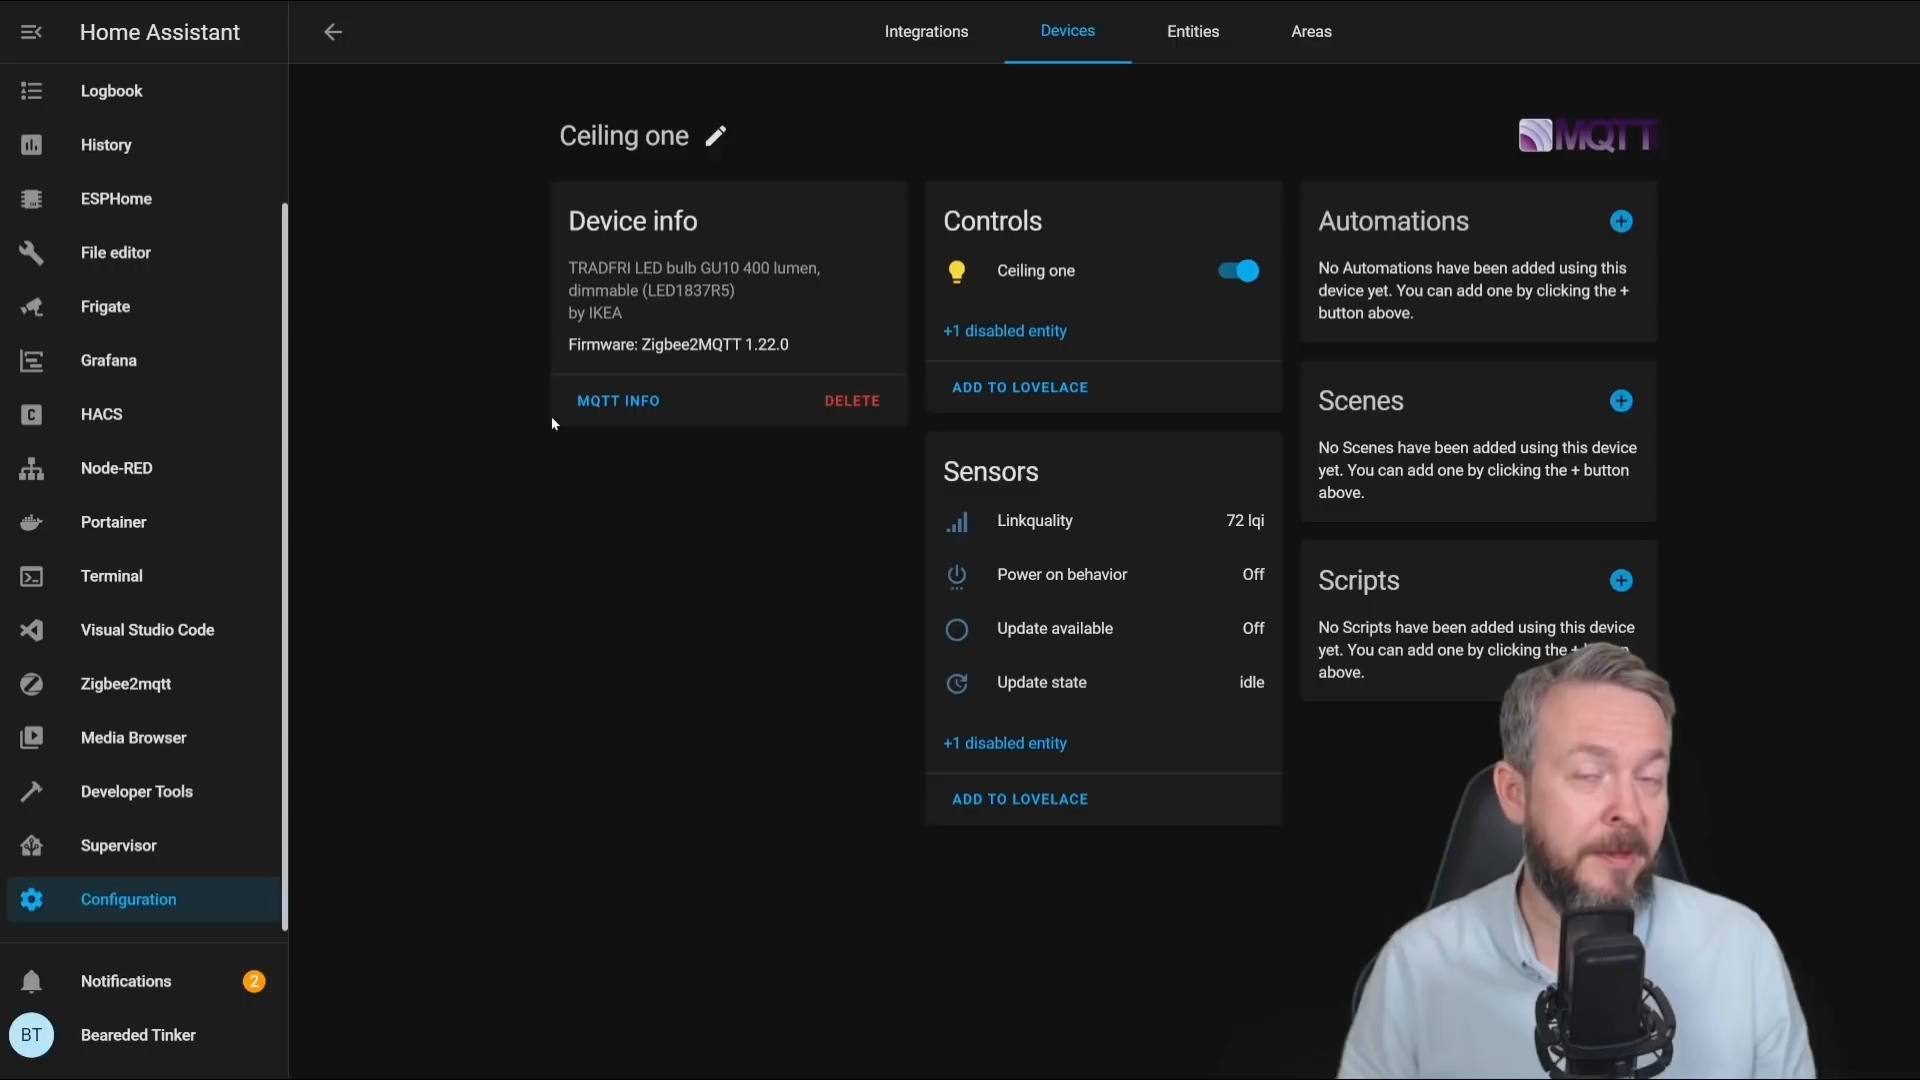 Home Assistant
Integrations
Devices
Entities
Areas
Logbook
History
ESPHome
File editor
Frigate
Grafana
C
HACS
Node-RED
Portainer
Terminal
Visual Studio Code
Zigbee2mqtt
Media Browser
Developer Tools
Supervisor
Configuration
Notifications
2
BT
Bearded Tinker
Ceiling one
MQTT
Device info
TRADFRI LED bulb GU10 400 lumen,
dimmable (LED1837R5)
by IKEA
Firmware: Zigbee2MQTT 1.22.0
MQTT INFO
DELETE
Controls
Ceiling one
+1 disabled entity
ADD TO LOVELACE
Sensors
Linkquality
72 lqi
Power on behavior
Off
Update available
Off
Update state
idle
+1 disabled entity
ADD TO LOVELACE
Automations
No Automations have been added using this
device yet. You can add one by clicking the +
button above.
Scenes
No Scenes have been added using this device
yet. You can add one by clicking the + button
above.
Scripts
No Scripts have been added using this device
yet. You can add one by clicking the +
above.